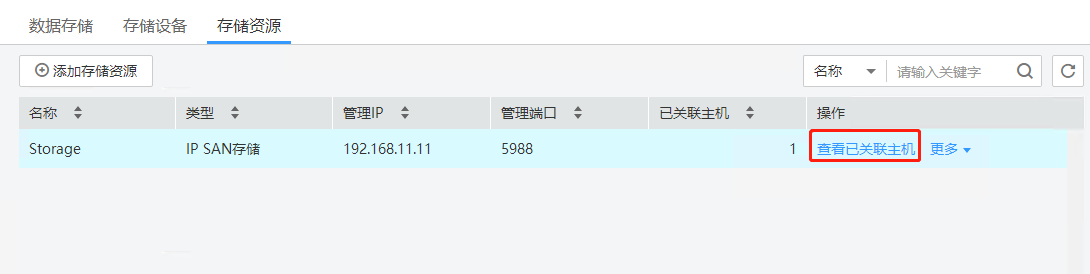 数据存储 存储设备 存储资源
添加存储资源 名称 请输入关键字
名称 类型 管理IP 管理端口 已关联主机 操作
Storage IP SAN存储 192.168.11.11 5988 1 查看已关联主机 更多